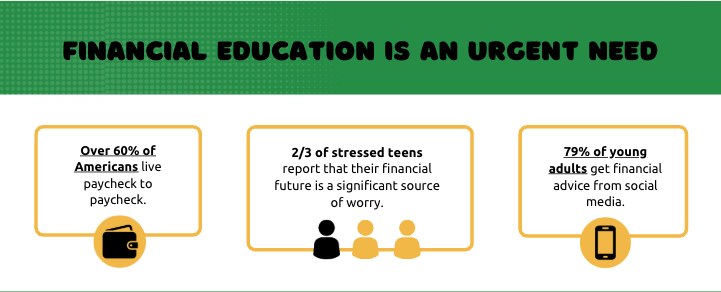 FINANCIAL EDUCATION IS AN URGENT NEED
Over 60% of
Americans live
paycheck to
paycheck.
2/3 of stressed teens
report that their financial
future is a significant source
of worry.
79% of young
adults get financial
advice from social
media.